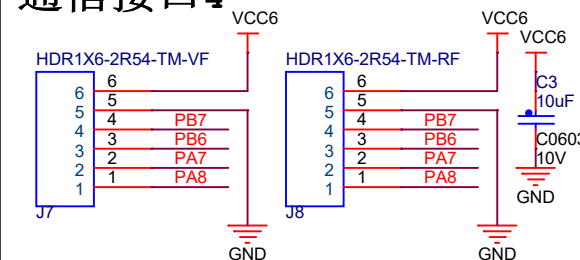 通信接口4
VCC6
VCC6
VCC6
HDR1X6-2R54-TM-VF
HDR1X6-2R54-TM-RF
6 6
5 5
4 4 PB7
3 3 PB6
2 2 PA7
1 1 PA8
J7
GND
6 6
5 5
4 4 PB7
3 3 PB6
2 2 PA7
1 1 PA8
J8
GND
C3
10uF
C0603
10V
GND